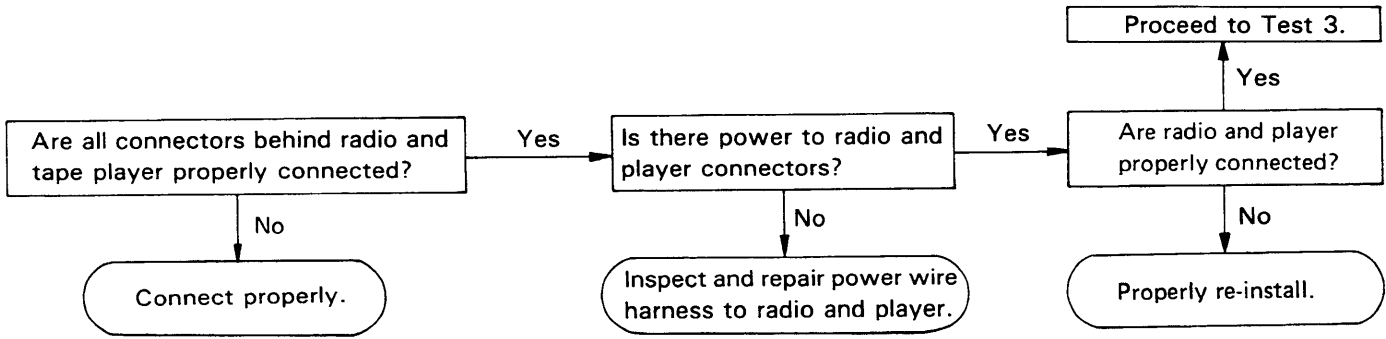 Proceed to Test 3.
Yes
Are all connectors behind radio and
tape player properly connected?
Yes
Is there power to radio and
player connectors?
Yes
Are radio and player
properly connected?
No
Connect properly.
No
Inspect and repair power wire
harness to radio and player.
No
Properly re-install.